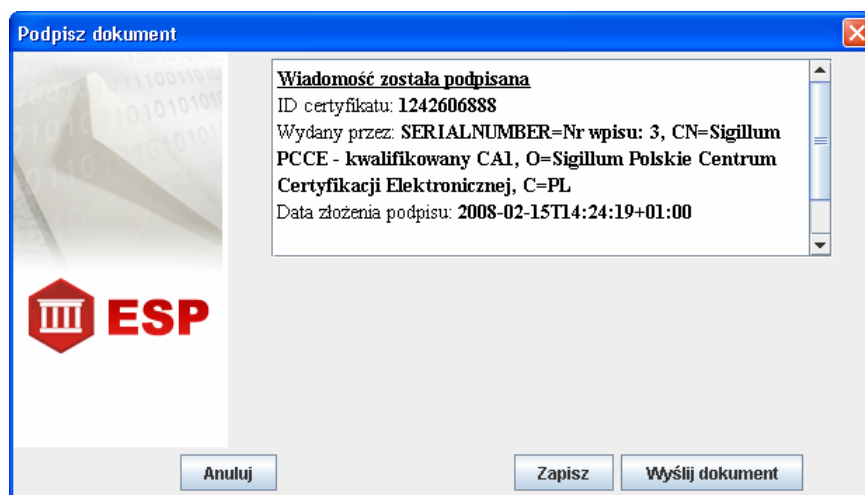 Podpisz dokument
Wiadomość została podpisana
ID certyfikatu: 1242606888
Wydany przez: SERIALNUMBER=Nr wpisu: 3, CN=Sigillum
PCCE - kwalifikowany CA1, O=Sigillum Polskie Centrum
Certyfikacji Elektronicznej, C=PL
Data złożenia podpisu: 2008-02-15T14:24:19+01:00
ESP
Anuluj
Zapisz
Wyślij dokument